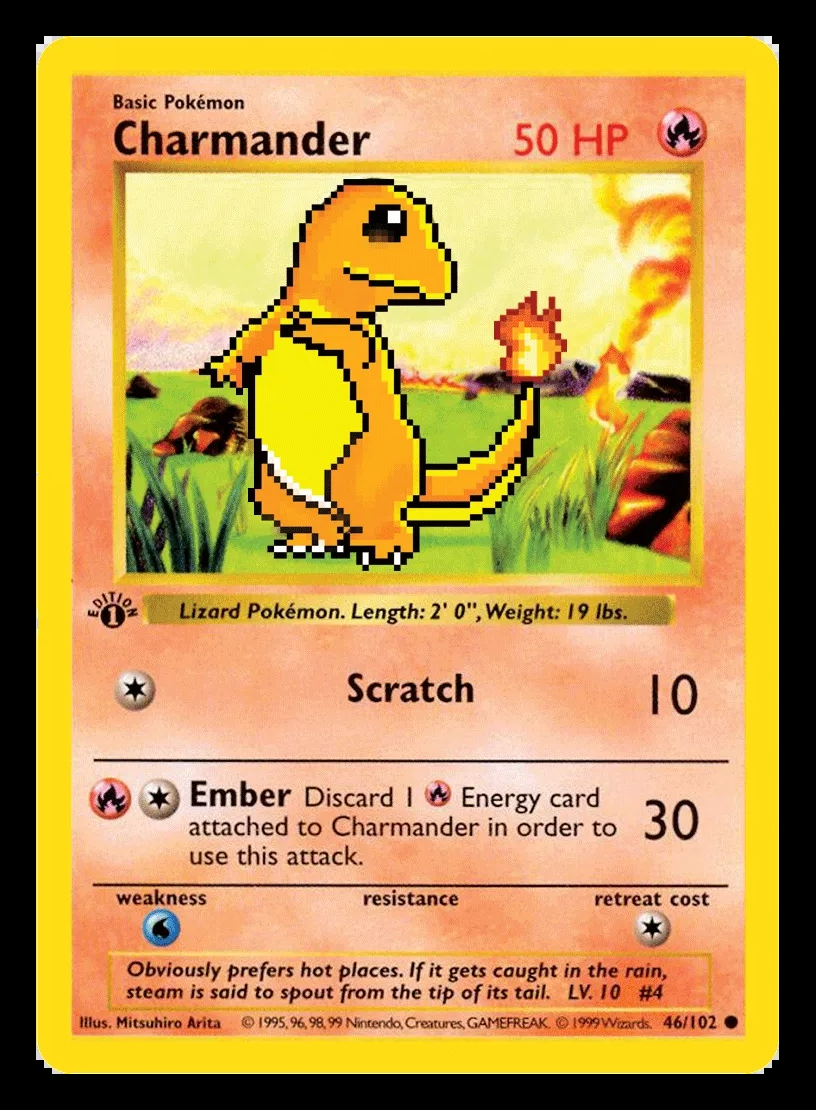 Basic Pokémon
Charmander 50 HP
EDITION
1
Lizard Pokémon. Length: 2' 0", Weight: 19 lbs.
Scratch 10
Ember Discard 1 Energy card
attached to Charmander in order to
use this attack.
30
weakness resistance retreat cost
Obviously prefers hot places. If it gets caught in the rain,
steam is said to spout from the tip of its tail. LV. 10 #4
Illus. Mitsuhiro Arita © 1995, 96, 98, 99 Nintendo, Creatures, GAMEFREAK. © 1999 Wizards. 46/102 ●